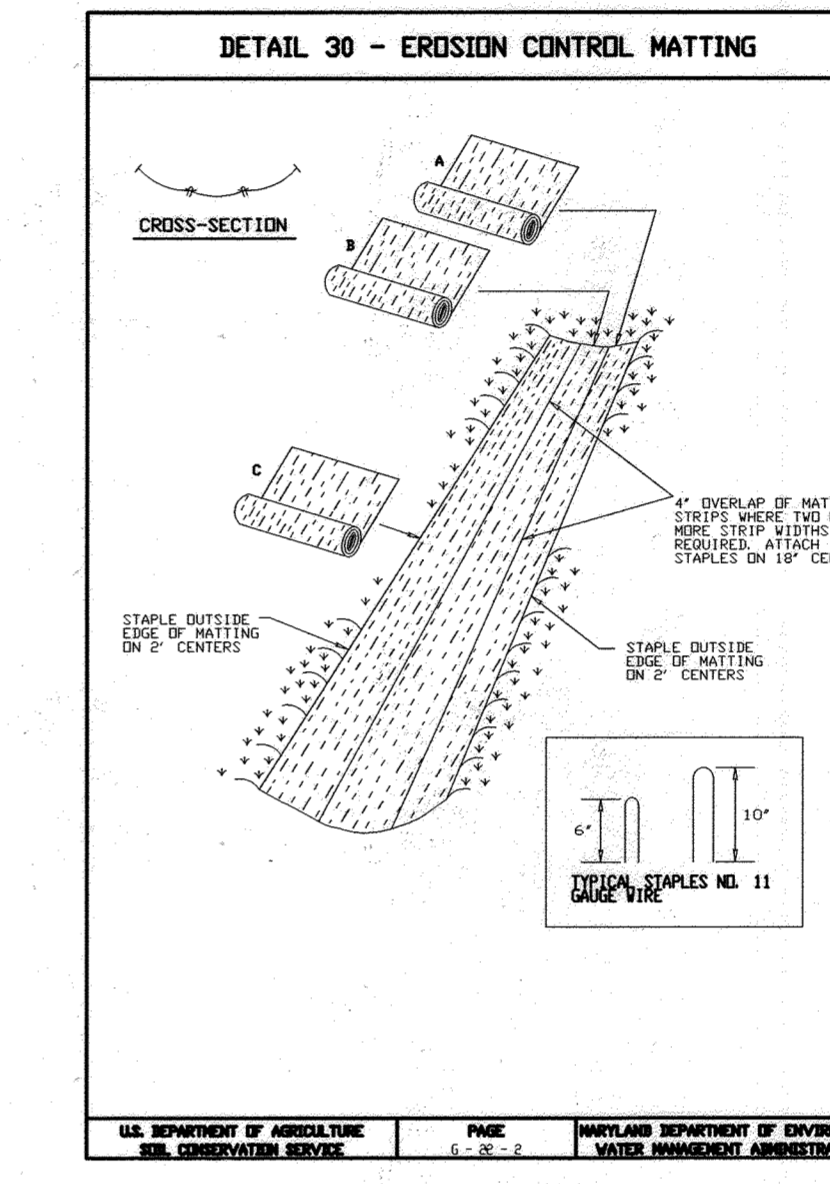 DETAIL 30 - EROSION CONTROL MATTING
CROSS-SECTION
A
B
C
4" OVERLAP OF MATT
STRIPS WHERE TWO
MORE STRIP WIDTHS
REQUIRED. ATTACH
STAPLES ON 18" CE
STAPLE OUTSIDE
EDGE OF MATTING
ON 2' CENTERS
STAPLE OUTSIDE
EDGE OF MATTING
ON 2' CENTERS
6"
10"
TYPICAL STAPLES NO. 11
GAUGE WIRE
U.S. DEPARTMENT OF AGRICULTURE
SOIL CONSERVATION SERVICE
PAGE
G - 22 - 2
MARYLAND DEPARTMENT OF ENVIR
WATER MANAGEMENT ADMINISTRA